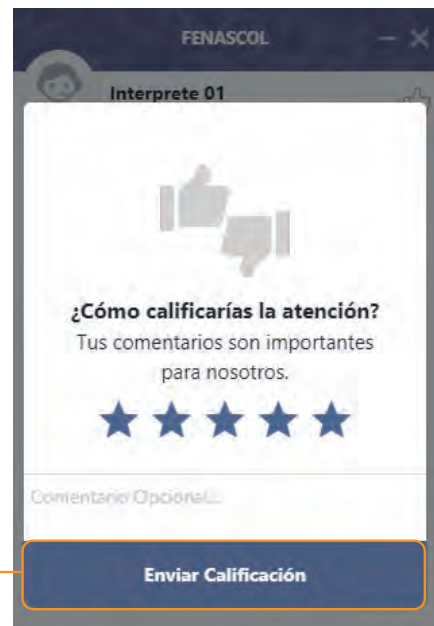 FENASCOL
Interprete 01
¿Cómo calificarías la atención?
Tus comentarios son importantes
para nosotros.
Comentario Opcional...
Enviar Calificación